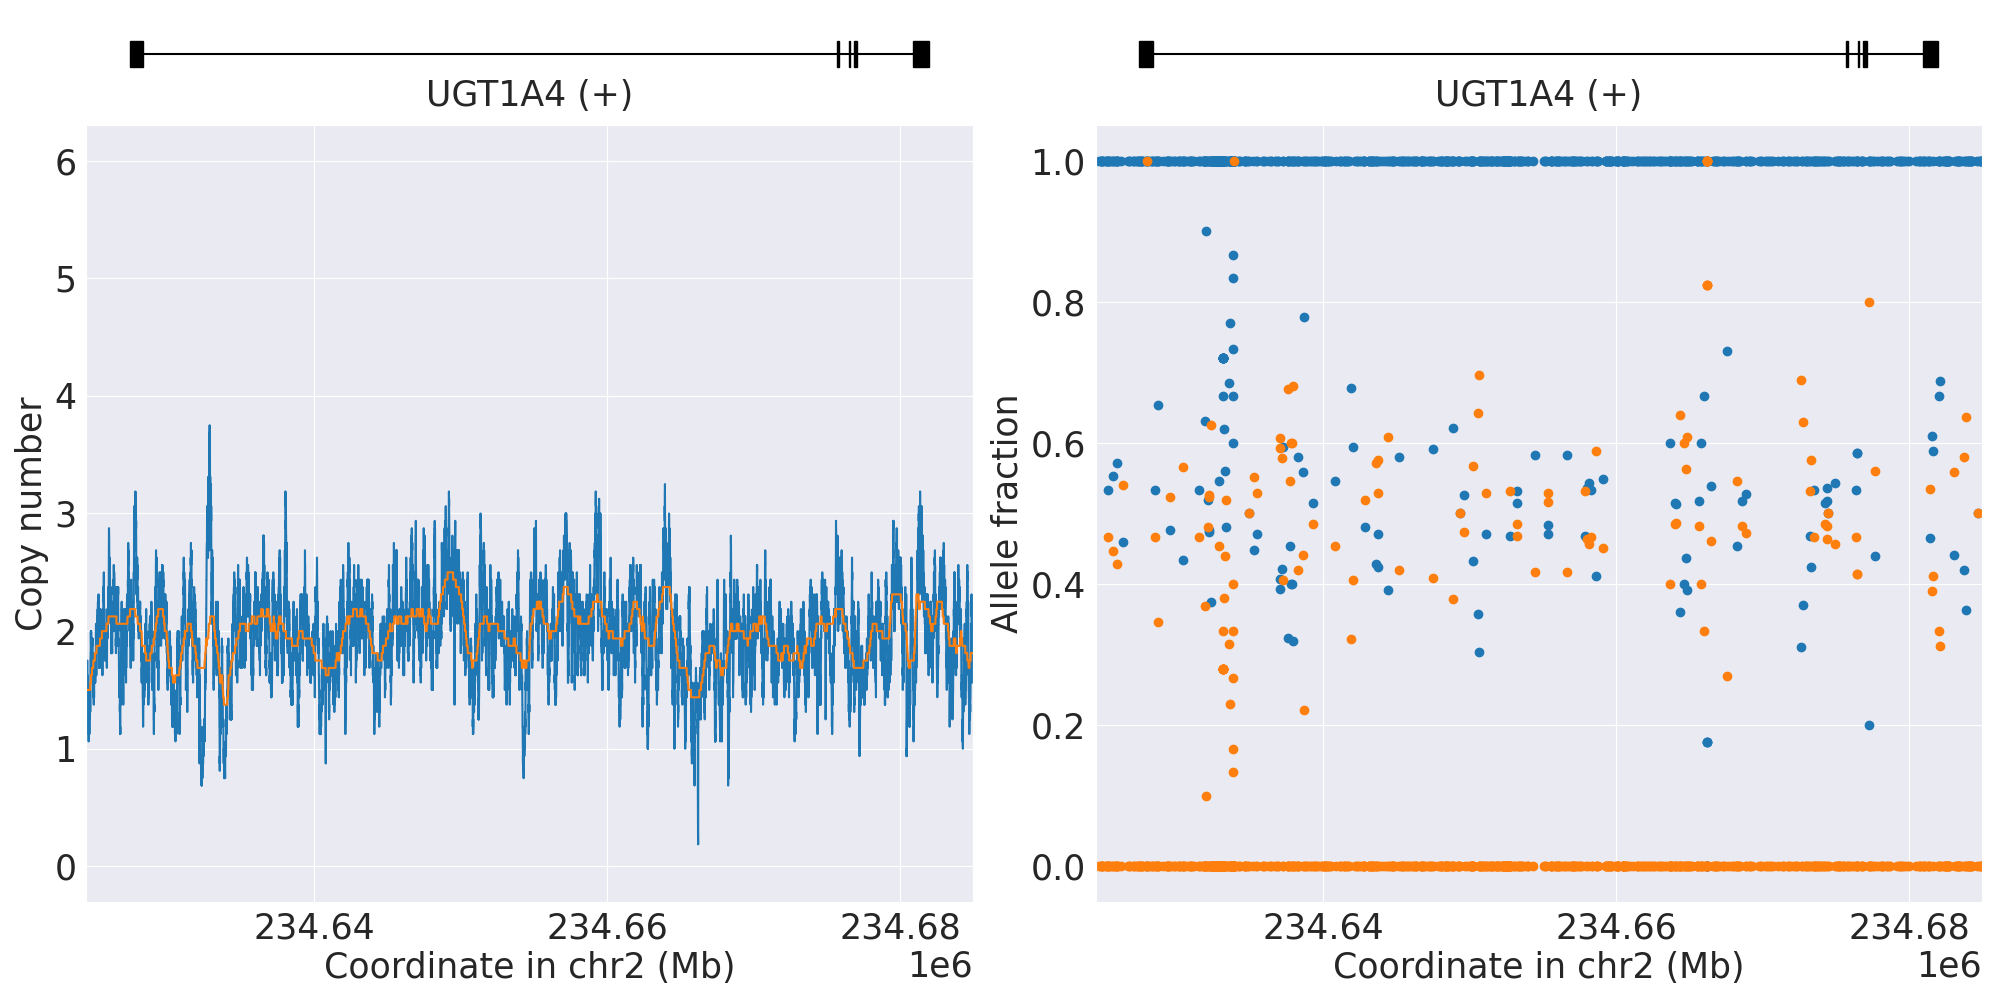 UGT1A4 (+)
Copy number
6
5
4
3
2
1
0
234.64
234.66
234.68
Coordinate in chr2 (Mb)
1e6
UGT1A4 (+)
Allele fraction
1.0
0.8
0.6
0.4
0.2
0.0
234.64
234.66
234.68
Coordinate in chr2 (Mb)
1e6